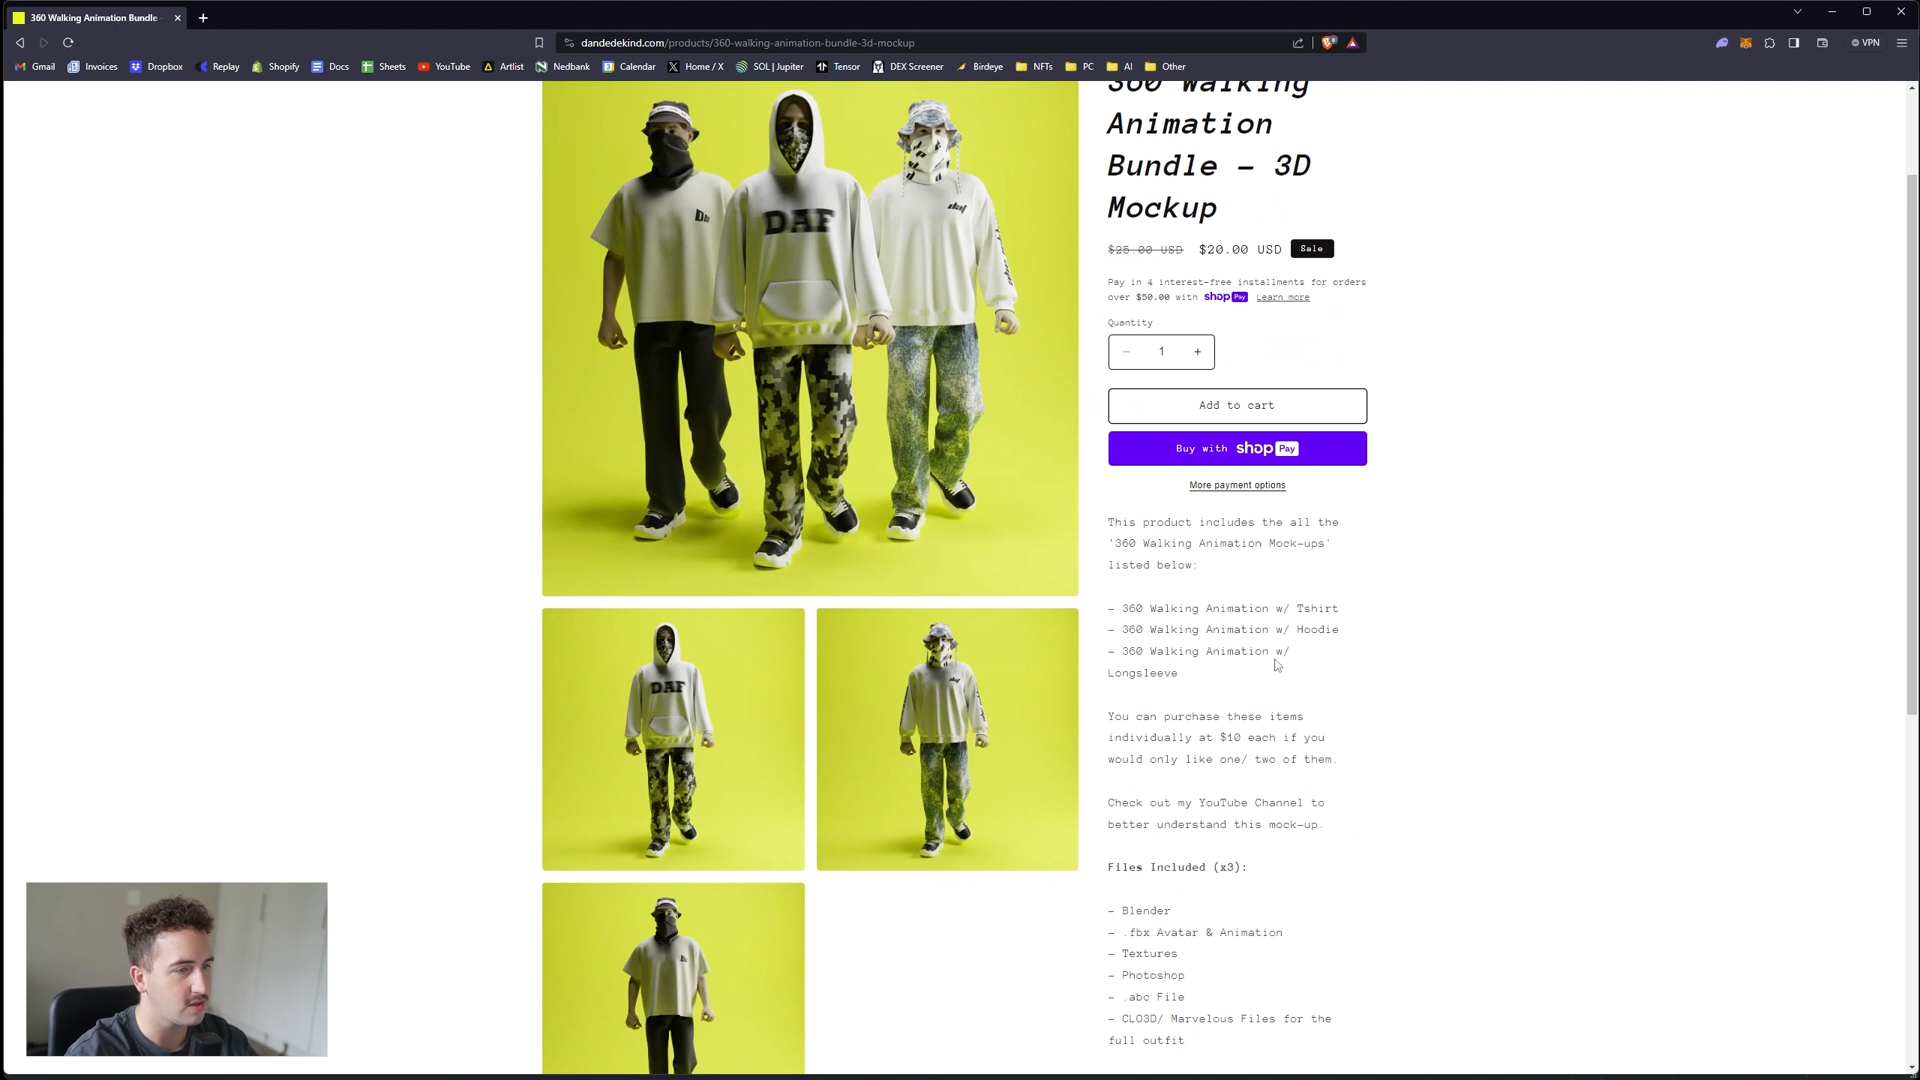 360 Walking Animation Bundle
dandedekind.com/products/360-walking-animation-bundle-3d-mockup
VPN
Gmail
Invoices
Dropbox
Replay
Shopify
Docs
Sheets
YouTube
Artlist
Nedbank
Calendar
Home / X
SOL | Jupiter
Tensor
DEX Screener
Birdeye
NFTs
PC
AI
Other
360 Walking
Animation
Bundle - 3D
Mockup
$25.00 USD $20.00 USD Sale
Pay in 4 interest-free installments for orders
over $50.00 with shop Pay Learn more
Quantity
− 1 +
Add to cart
Buy with shop Pay
More payment options
This product includes the all the
'360 Walking Animation Mock-ups'
listed below:
- 360 Walking Animation w/ Tshirt
- 360 Walking Animation w/ Hoodie
- 360 Walking Animation w/
Longsleeve
You can purchase these items
individually at $10 each if you
would only like one/ two of them.
Check out my YouTube Channel to
better understand this mock-up.
Files Included (x3):
- Blender
- .fbx Avatar & Animation
- Textures
- Photoshop
- .abc File
- CLO3D/ Marvelous Files for the
full outfit
DAF
daf
DAF